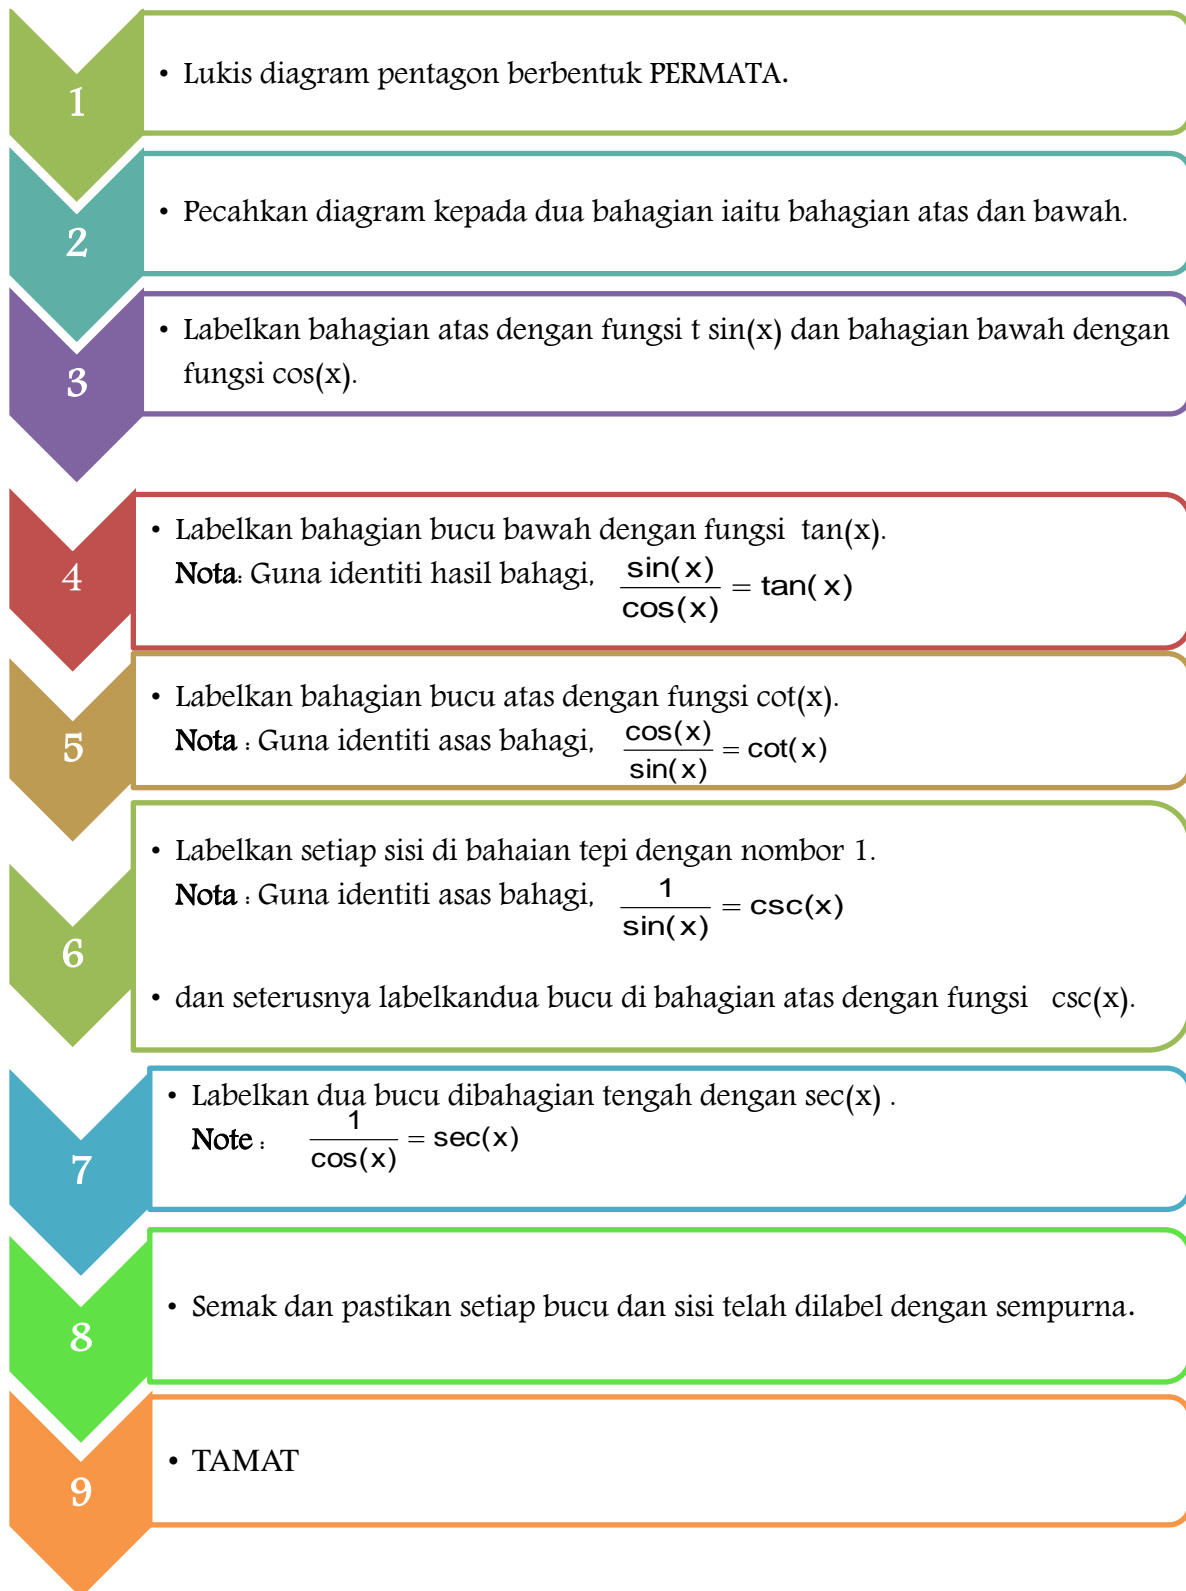 1
• Lukis diagram pentagon berbentuk PERMATA.
2
• Pecahkan diagram kepada dua bahagian iaitu bahagian atas dan bawah.
3
• Labelkan bahagian atas dengan fungsi t sin(x) dan bahagian bawah dengan
fungsi cos(x).
4
• Labelkan bahagian bucu bawah dengan fungsi tan(x).
Nota: Guna identiti hasil bahagi, sin(x)/cos(x) = tan(x)
5
• Labelkan bahagian bucu atas dengan fungsi cot(x).
Nota : Guna identiti asas bahagi, cos(x)/sin(x) = cot(x)
6
• Labelkan setiap sisi di bahaian tepi dengan nombor 1.
Nota : Guna identiti asas bahagi, 1/sin(x) = csc(x)
• dan seterusnya labelkandua bucu di bahagian atas dengan fungsi csc(x).
7
• Labelkan dua bucu dibahagian tengah dengan sec(x) .
Note : 1/cos(x) = sec(x)
8
• Semak dan pastikan setiap bucu dan sisi telah dilabel dengan sempurna.
9
• TAMAT